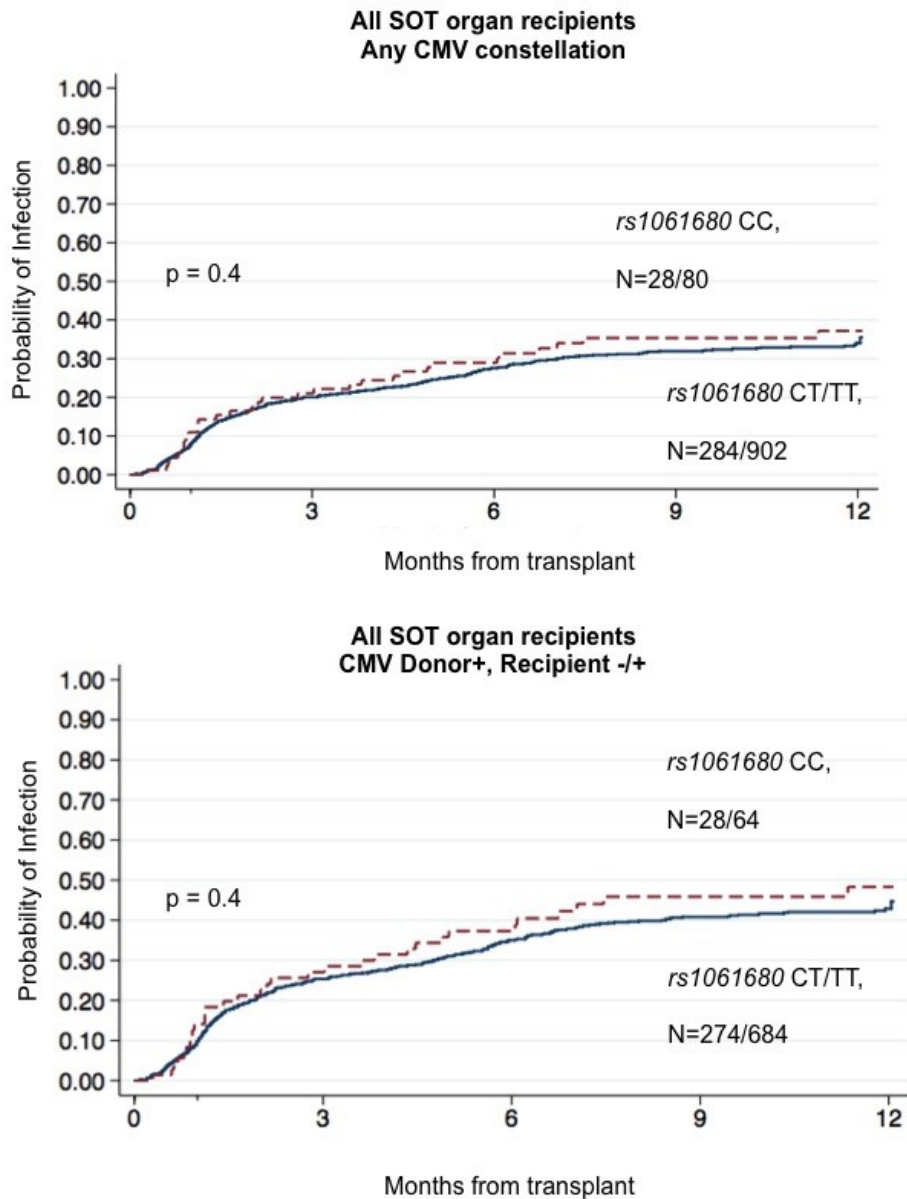 All SOT organ recipients
Any CMV constellation
Probability of Infection
1.00
0.90
0.80
0.70
0.60
0.50
0.40
0.30
0.20
0.10
0.00
p = 0.4
rs1061680 CC,
N=28/80
rs1061680 CT/TT,
N=284/902
0 3 6 9 12
Months from transplant
All SOT organ recipients
CMV Donor+, Recipient -/+
Probability of Infection
1.00
0.90
0.80
0.70
0.60
0.50
0.40
0.30
0.20
0.10
0.00
p = 0.4
rs1061680 CC,
N=28/64
rs1061680 CT/TT,
N=274/684
0 3 6 9 12
Months from transplant